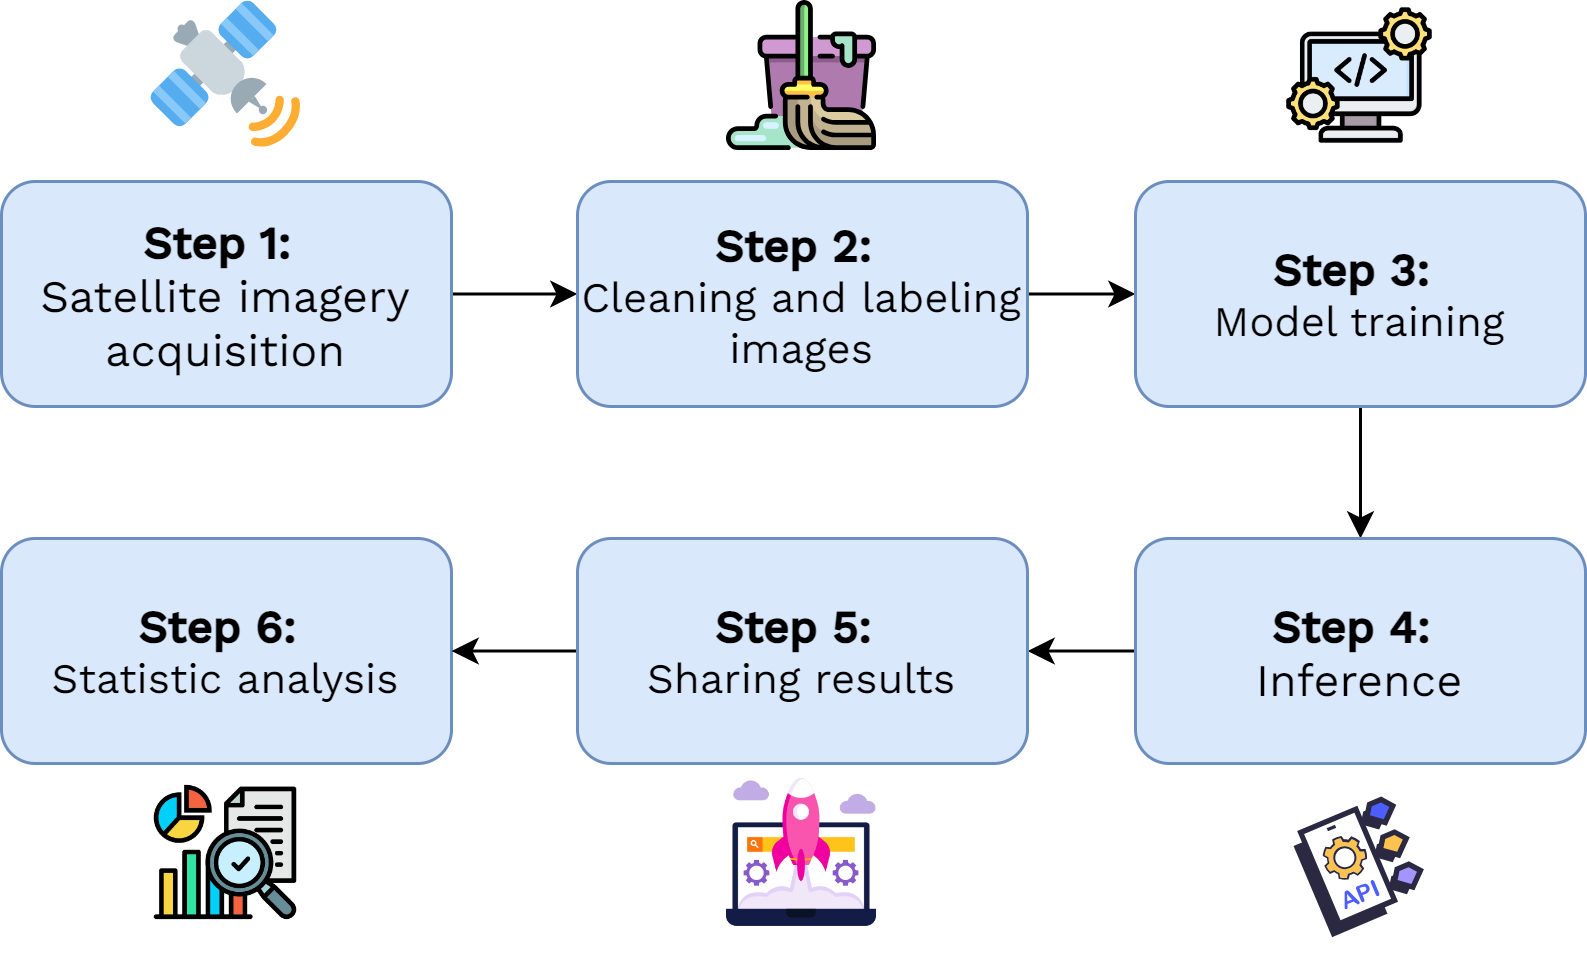 </>
Step 1:
Satellite imagery
acquisition
Step 2:
Cleaning and labeling
images
Step 3:
Model training
Step 6:
Statistic analysis
Step 5:
Sharing results
Step 4:
Inference
API